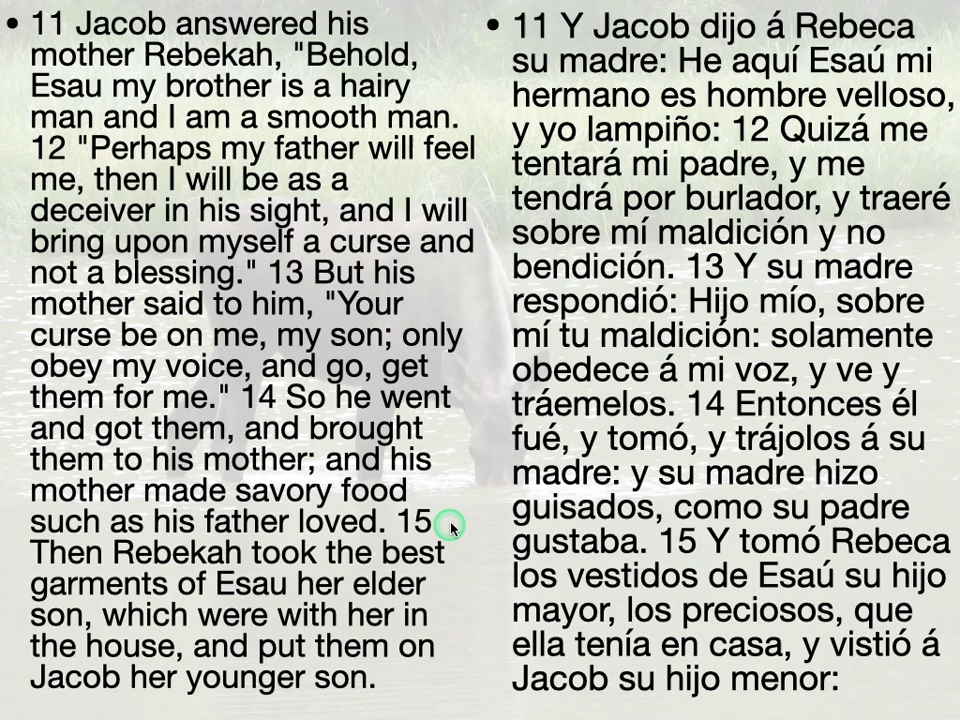 • 11 Jacob answered his
mother Rebekah, "Behold,
Esau my brother is a hairy
man and I am a smooth man.
12 "Perhaps my father will feel
me, then I will be as a
deceiver in his sight, and I will
bring upon myself a curse and
not a blessing." 13 But his
mother said to him, "Your
curse be on me, my son; only
obey my voice, and go, get
them for me." 14 So he went
and got them, and brought
them to his mother; and his
mother made savory food
such as his father loved. 15
Then Rebekah took the best
garments of Esau her elder
son, which were with her in
the house, and put them on
Jacob her younger son.
• 11 Y Jacob dijo á Rebeca
su madre: He aquí Esaú mi
hermano es hombre velloso,
y yo lampiño: 12 Quizá me
tentará mi padre, y me
tendrá por burlador, y traeré
sobre mí maldición y no
bendición. 13 Y su madre
respondió: Hijo mío, sobre
mí tu maldición: solamente
obedece á mi voz, y ve y
tráemelos. 14 Entonces él
fué, y tomó, y trájolos á su
madre: y su madre hizo
guisados, como su padre
gustaba. 15 Y tomó Rebeca
los vestidos de Esaú su hijo
mayor, los preciosos, que
ella tenía en casa, y vistió á
Jacob su hijo menor: